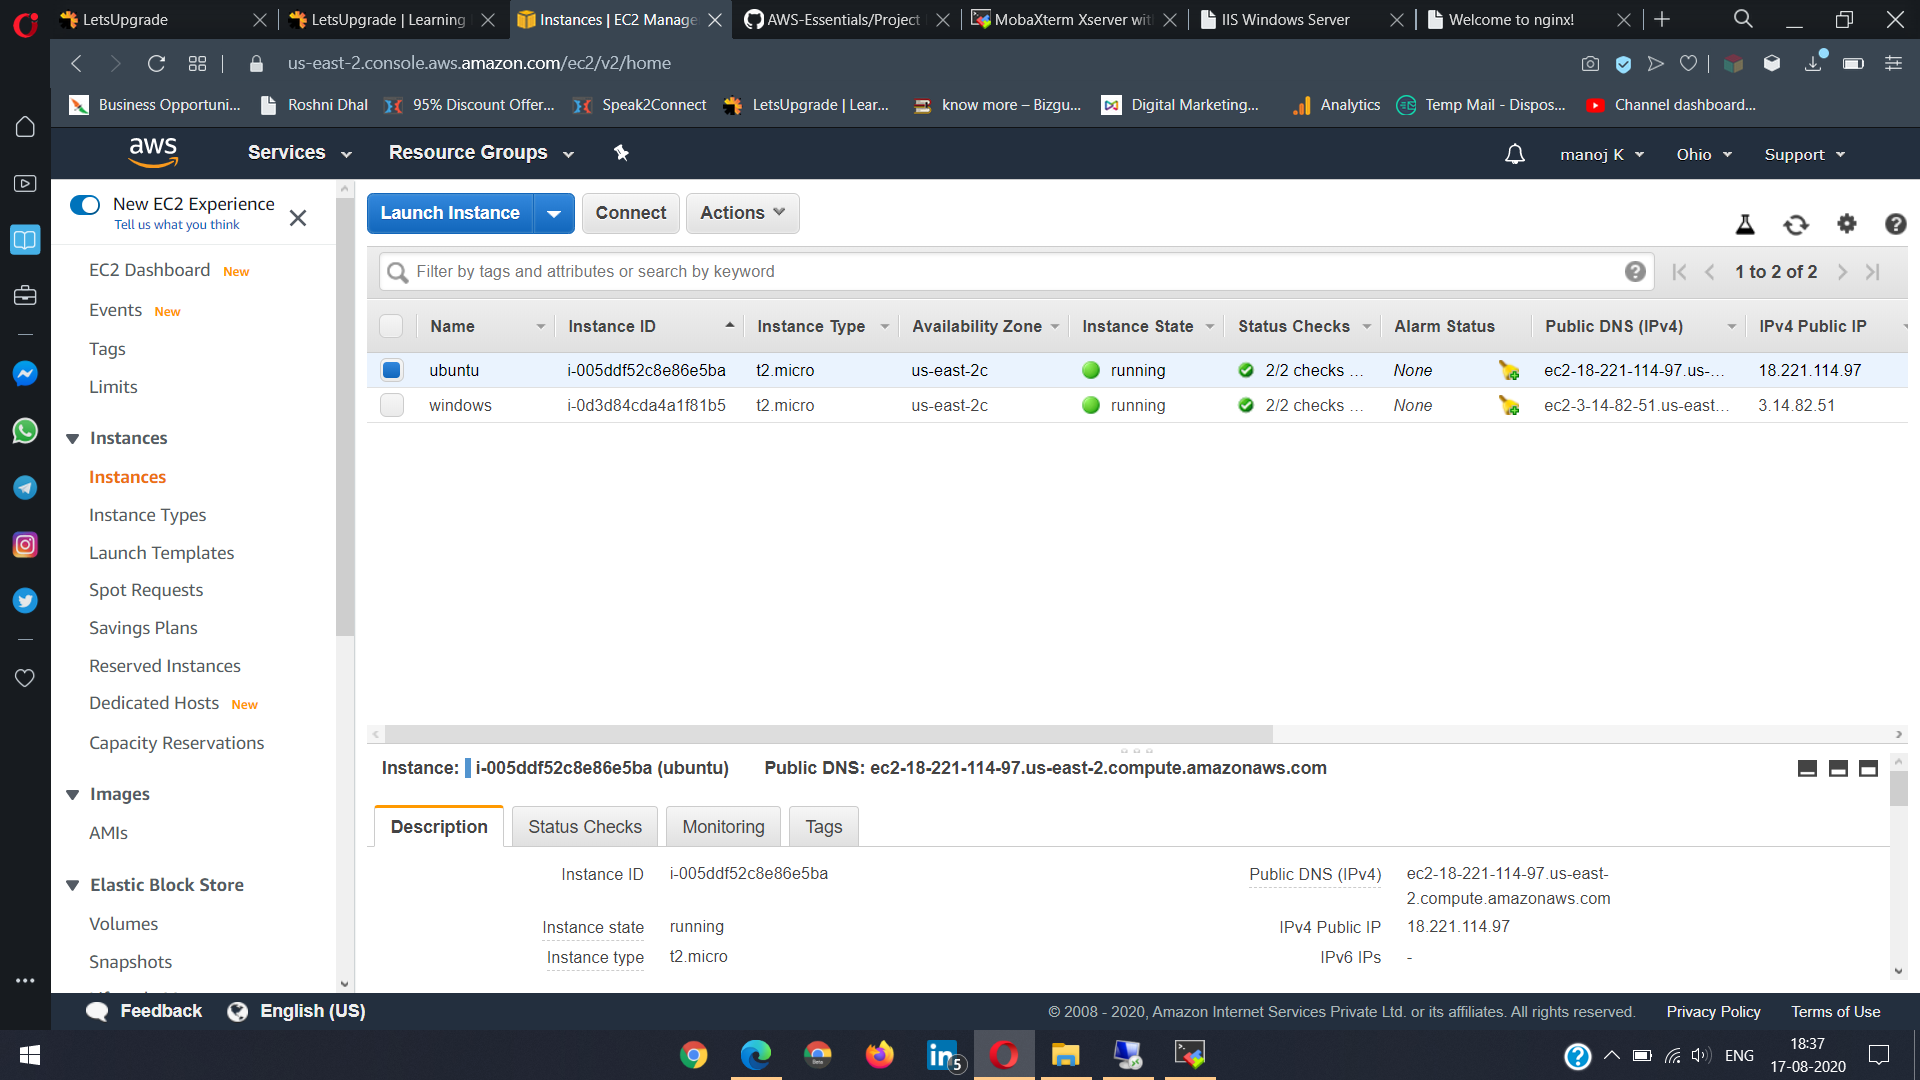 LetsUpgrade
LetsUpgrade | Learning
Instances | EC2 Manage
AWS-Essentials/Project
MobaXterm Xserver wit
IIS Windows Server
Welcome to nginx!
us-east-2.console.aws.amazon.com/ec2/v2/home
Business Opportuni...
Roshni Dhal
95% Discount Offer...
Speak2Connect
LetsUpgrade | Lear...
know more – Bizgu...
Digital Marketing...
Analytics
Temp Mail - Dispos...
Channel dashboard...
aws
Services
Resource Groups
manoj K
Ohio
Support
New EC2 Experience
Tell us what you think
EC2 Dashboard New
Events New
Tags
Limits
Instances
Instances
Instance Types
Launch Templates
Spot Requests
Savings Plans
Reserved Instances
Dedicated Hosts New
Capacity Reservations
Images
AMIs
Elastic Block Store
Volumes
Snapshots
Launch Instance
Connect
Actions
Filter by tags and attributes or search by keyword
1 to 2 of 2
Name Instance ID Instance Type Availability Zone Instance State Status Checks Alarm Status Public DNS (IPv4) IPv4 Public IP
ubuntu i-005ddf52c8e86e5ba t2.micro us-east-2c running 2/2 checks ... None ec2-18-221-114-97.us-... 18.221.114.97
windows i-0d3d84cda4a1f81b5 t2.micro us-east-2c running 2/2 checks ... None ec2-3-14-82-51.us-east... 3.14.82.51
Instance: i-005ddf52c8e86e5ba (ubuntu) Public DNS: ec2-18-221-114-97.us-east-2.compute.amazonaws.com
Description
Status Checks
Monitoring
Tags
Instance ID i-005ddf52c8e86e5ba
Instance state running
Instance type t2.micro
Public DNS (IPv4) ec2-18-221-114-97.us-east-
2.compute.amazonaws.com
IPv4 Public IP 18.221.114.97
IPv6 IPs -
Feedback
English (US)
© 2008 - 2020, Amazon Internet Services Private Ltd. or its affiliates. All rights reserved.
Privacy Policy
Terms of Use
5
ENG
18:37
17-08-2020